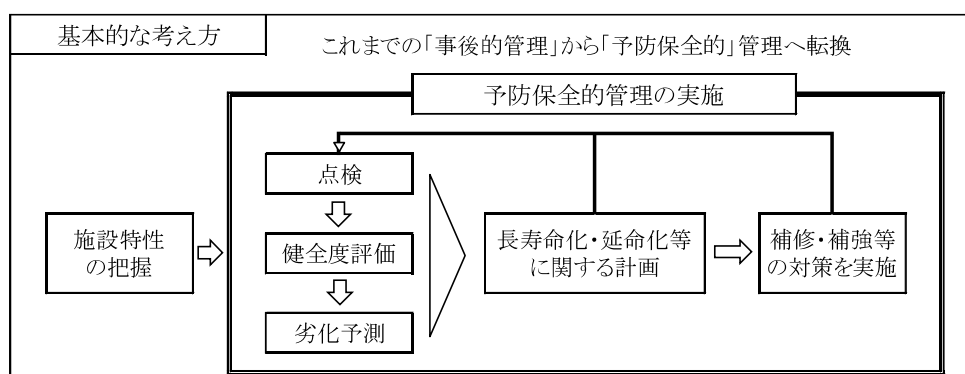 基本的な考え方
これまでの「事後的管理」から「予防保全的」管理へ転換
予防保全的管理の実施
点検
施設特性
の把握
健全度評価
劣化予測
長寿命化・延命化等
に関する計画
補修・補強等
の対策を実施